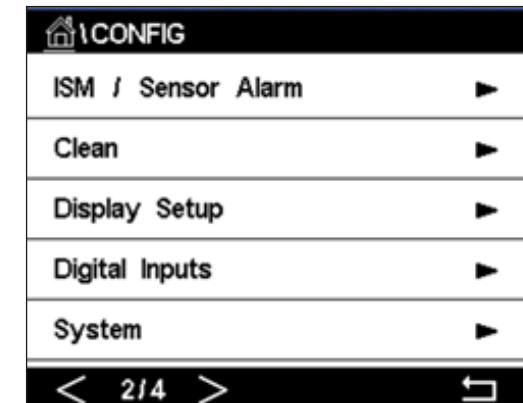 \CONFIG
ISM / Sensor Alarm
Clean
Display Setup
Digital Inputs
System
< 2/4 >